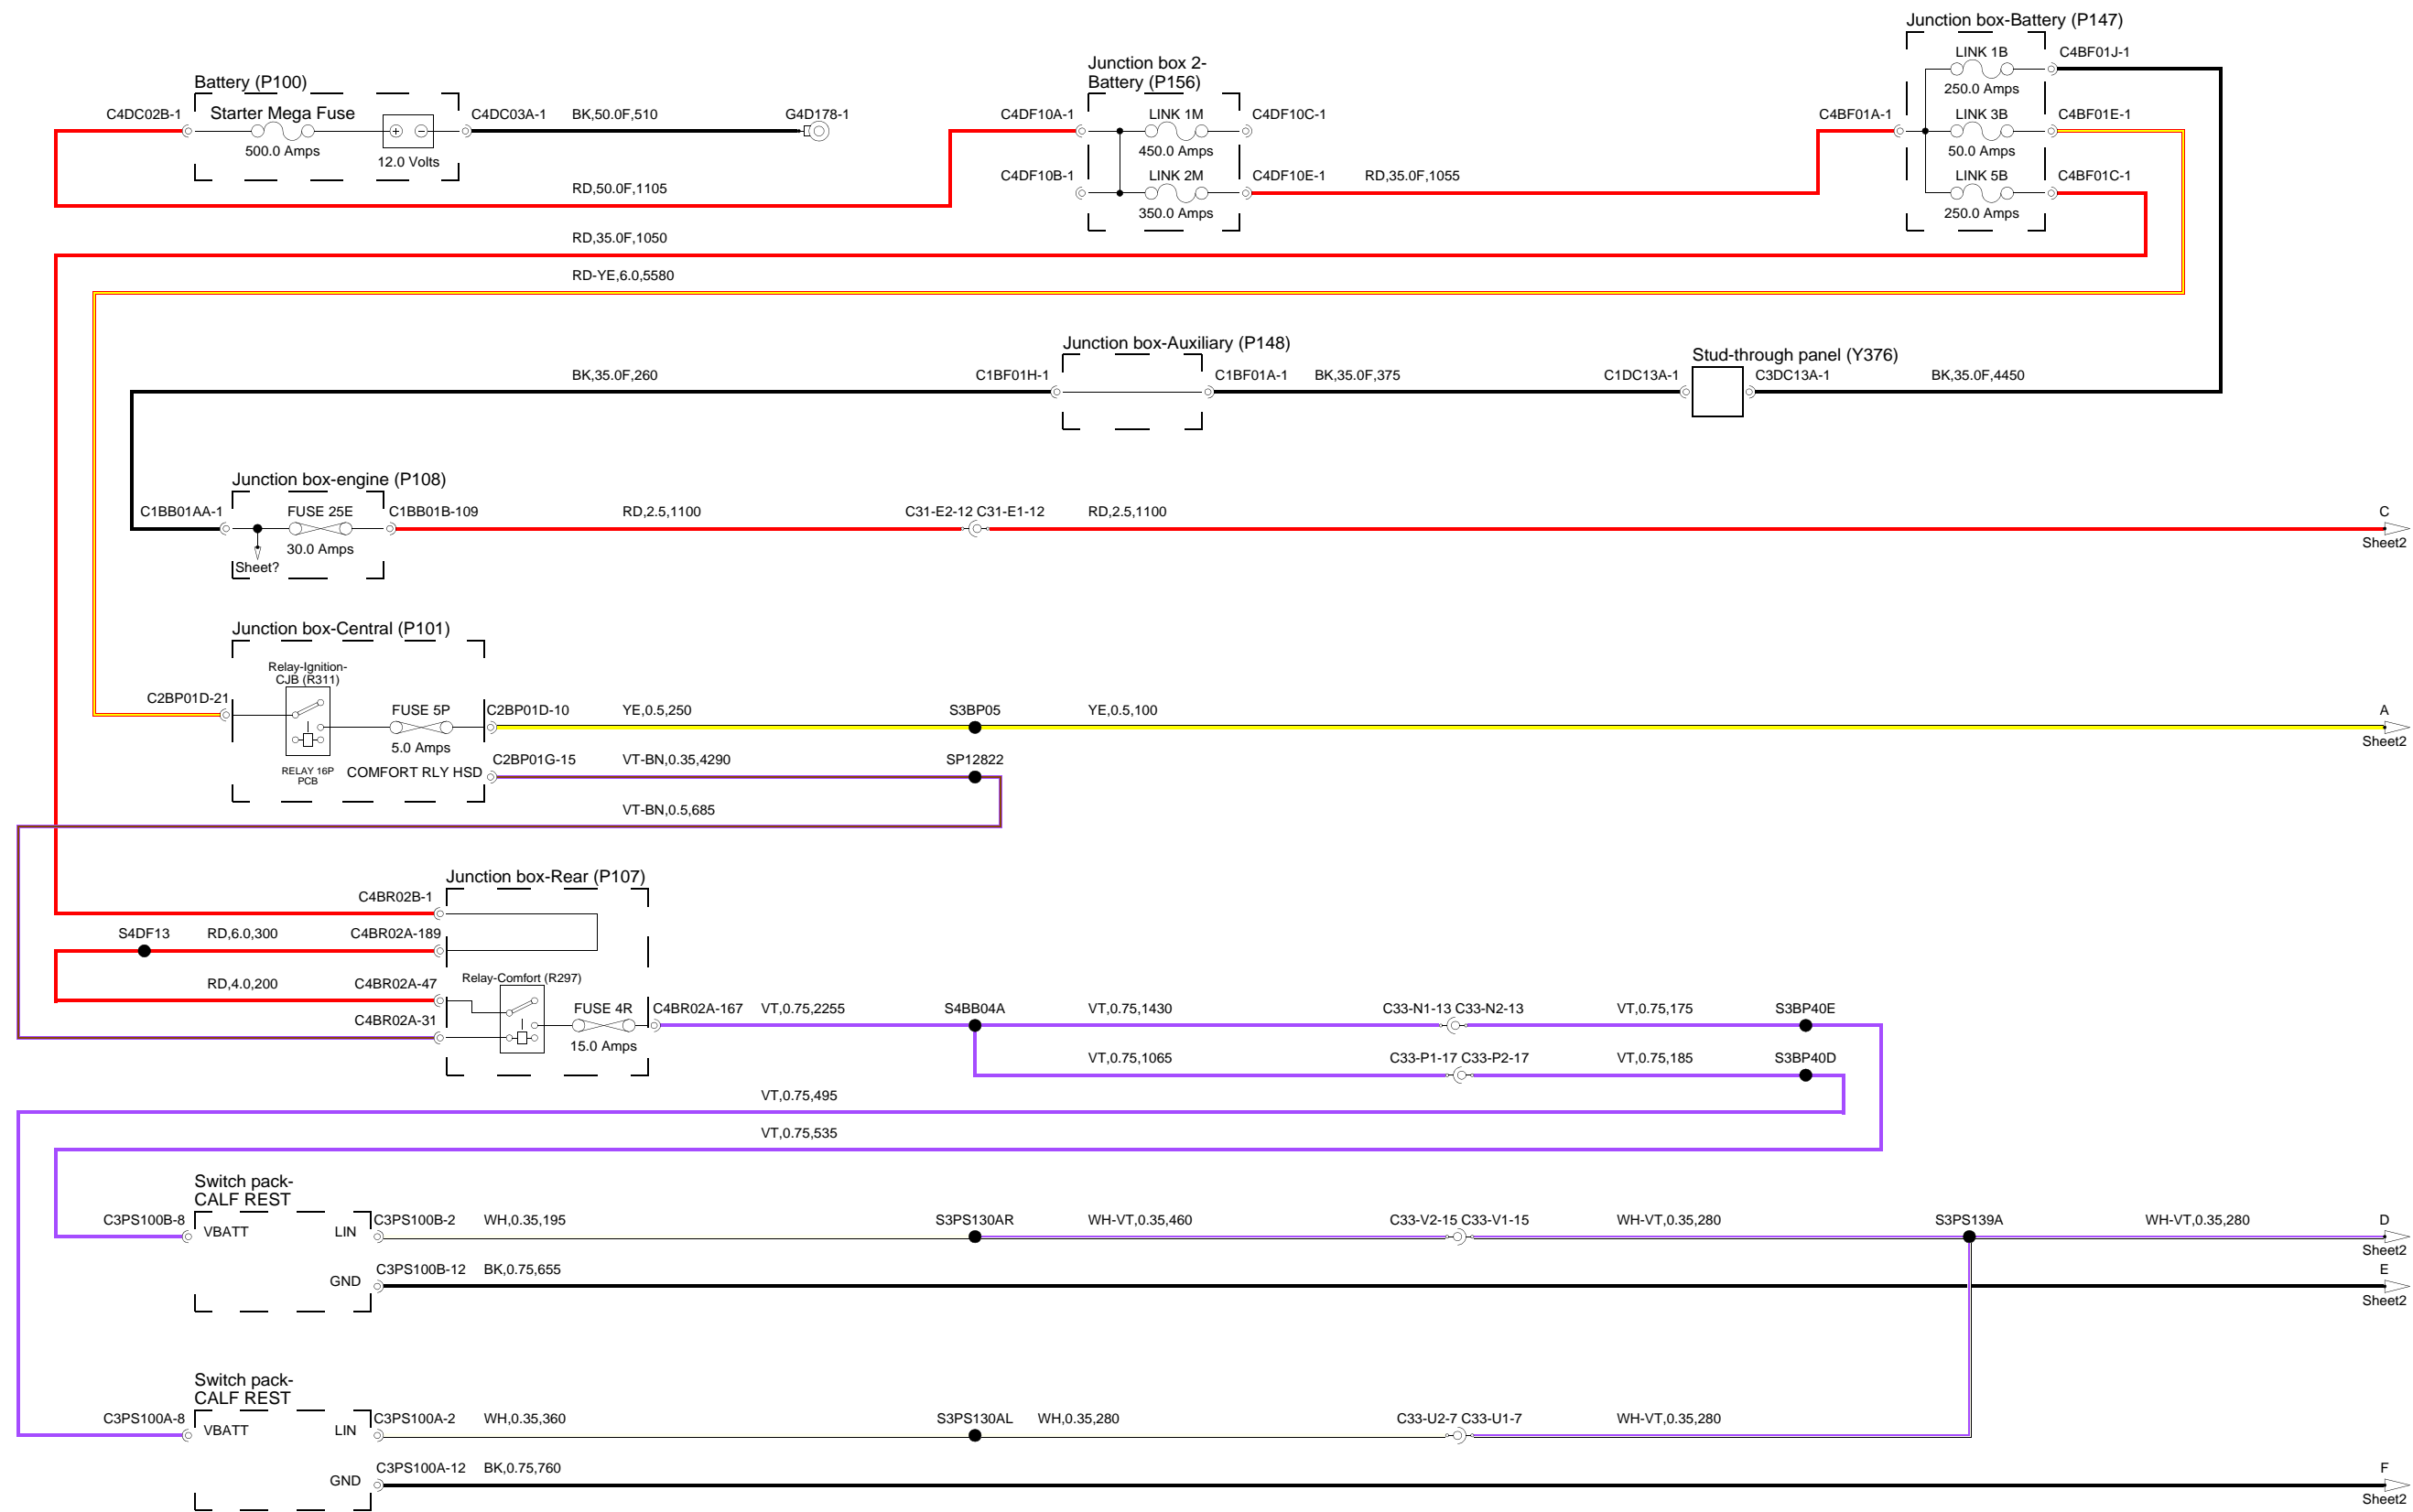 Junction box-Battery (P147)
LINK 1B
C4BF01J-1
250.0 Amps
C4BF01A-1
LINK 3B
C4BF01E-1
50.0 Amps
LINK 5B
C4BF01C-1
250.0 Amps
Junction box 2-
Battery (P156)
C4DF10A-1
LINK 1M
C4DF10C-1
450.0 Amps
C4DF10B-1
LINK 2M
C4DF10E-1
RD,35.0F,1055
350.0 Amps
Battery (P100)
C4DC02B-1
Starter Mega Fuse
C4DC03A-1
BK,50.0F,510
G4D178-1
500.0 Amps
12.0 Volts
RD,50.0F,1105
RD,35.0F,1050
RD-YE,6.0,5580
Junction box-Auxiliary (P148)
Stud-through panel (Y376)
BK,35.0F,260
C1BF01H-1
C1BF01A-1
BK,35.0F,375
C1DC13A-1
C3DC13A-1
BK,35.0F,4450
Junction box-engine (P108)
C1BB01AA-1
FUSE 25E
C1BB01B-109
RD,2.5,1100
C31-E2-12 C31-E1-12
RD,2.5,1100
C
30.0 Amps
Sheet2
Sheet?
Junction box-Central (P101)
Relay-Ignition-
CJB (R311)
C2BP01D-21
FUSE 5P
C2BP01D-10
YE,0.5,250
S3BP05
YE,0.5,100
A
5.0 Amps
Sheet2
RELAY 16P
PCB
COMFORT RLY HSD
C2BP01G-15
VT-BN,0.35,4290
SP12822
VT-BN,0.5,685
Junction box-Rear (P107)
C4BR02B-1
S4DF13
RD,6.0,300
C4BR02A-189
RD,4.0,200
C4BR02A-47
Relay-Comfort (R297)
C4BR02A-31
FUSE 4R
C4BR02A-167
VT,0.75,2255
S4BB04A
VT,0.75,1430
C33-N1-13 C33-N2-13
VT,0.75,175
S3BP40E
15.0 Amps
VT,0.75,1065
C33-P1-17 C33-P2-17
VT,0.75,185
S3BP40D
VT,0.75,495
VT,0.75,535
Switch pack-
CALF REST
C3PS100B-8
VBATT
LIN
C3PS100B-2
WH,0.35,195
S3PS130AR
WH-VT,0.35,460
C33-V2-15 C33-V1-15
WH-VT,0.35,280
S3PS139A
WH-VT,0.35,280
D
Sheet2
GND
C3PS100B-12
BK,0.75,655
E
Sheet2
Switch pack-
CALF REST
C3PS100A-8
VBATT
LIN
C3PS100A-2
WH,0.35,360
S3PS130AL
WH,0.35,280
C33-U2-7 C33-U1-7
WH-VT,0.35,280
GND
C3PS100A-12
BK,0.75,760
F
Sheet2